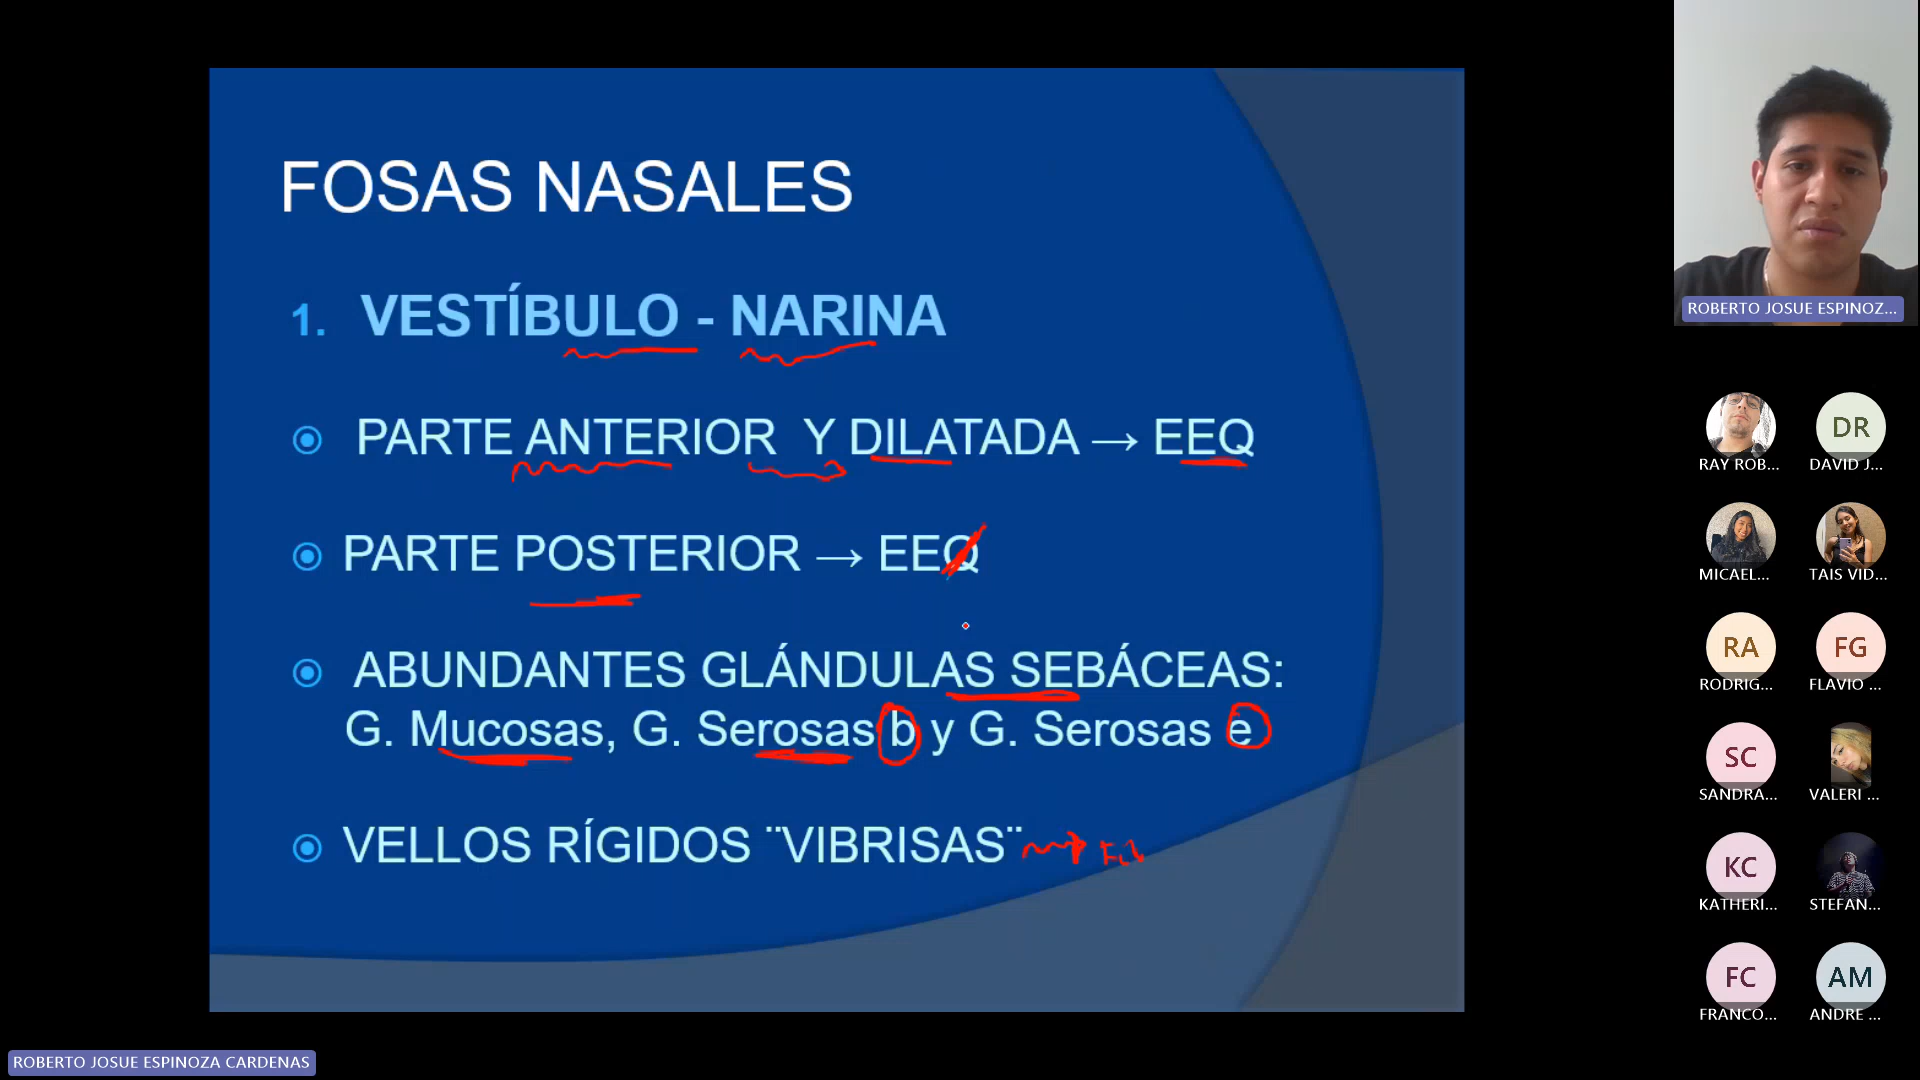 FOSAS NASALES
1. VESTÍBULO - NARINA
PARTE ANTERIOR Y DILATADA → EEQ
PARTE POSTERIOR → EEQ
ABUNDANTES GLÁNDULAS SEBÁCEAS:
G. Mucosas, G. Serosas b y G. Serosas e
VELLOS RÍGIDOS ¨VIBRISAS¨
ROBERTO JOSUE ESPINOZ...
RAY ROB...
DR
DAVID J...
MICAEL...
TAIS VID...
RA
RODRIG...
FG
FLAVIO ...
SC
SANDRA...
VALERI ...
KC
KATHERI...
STEFAN...
FC
FRANCO...
AM
ANDRE ...
ROBERTO JOSUE ESPINOZA CARDENAS